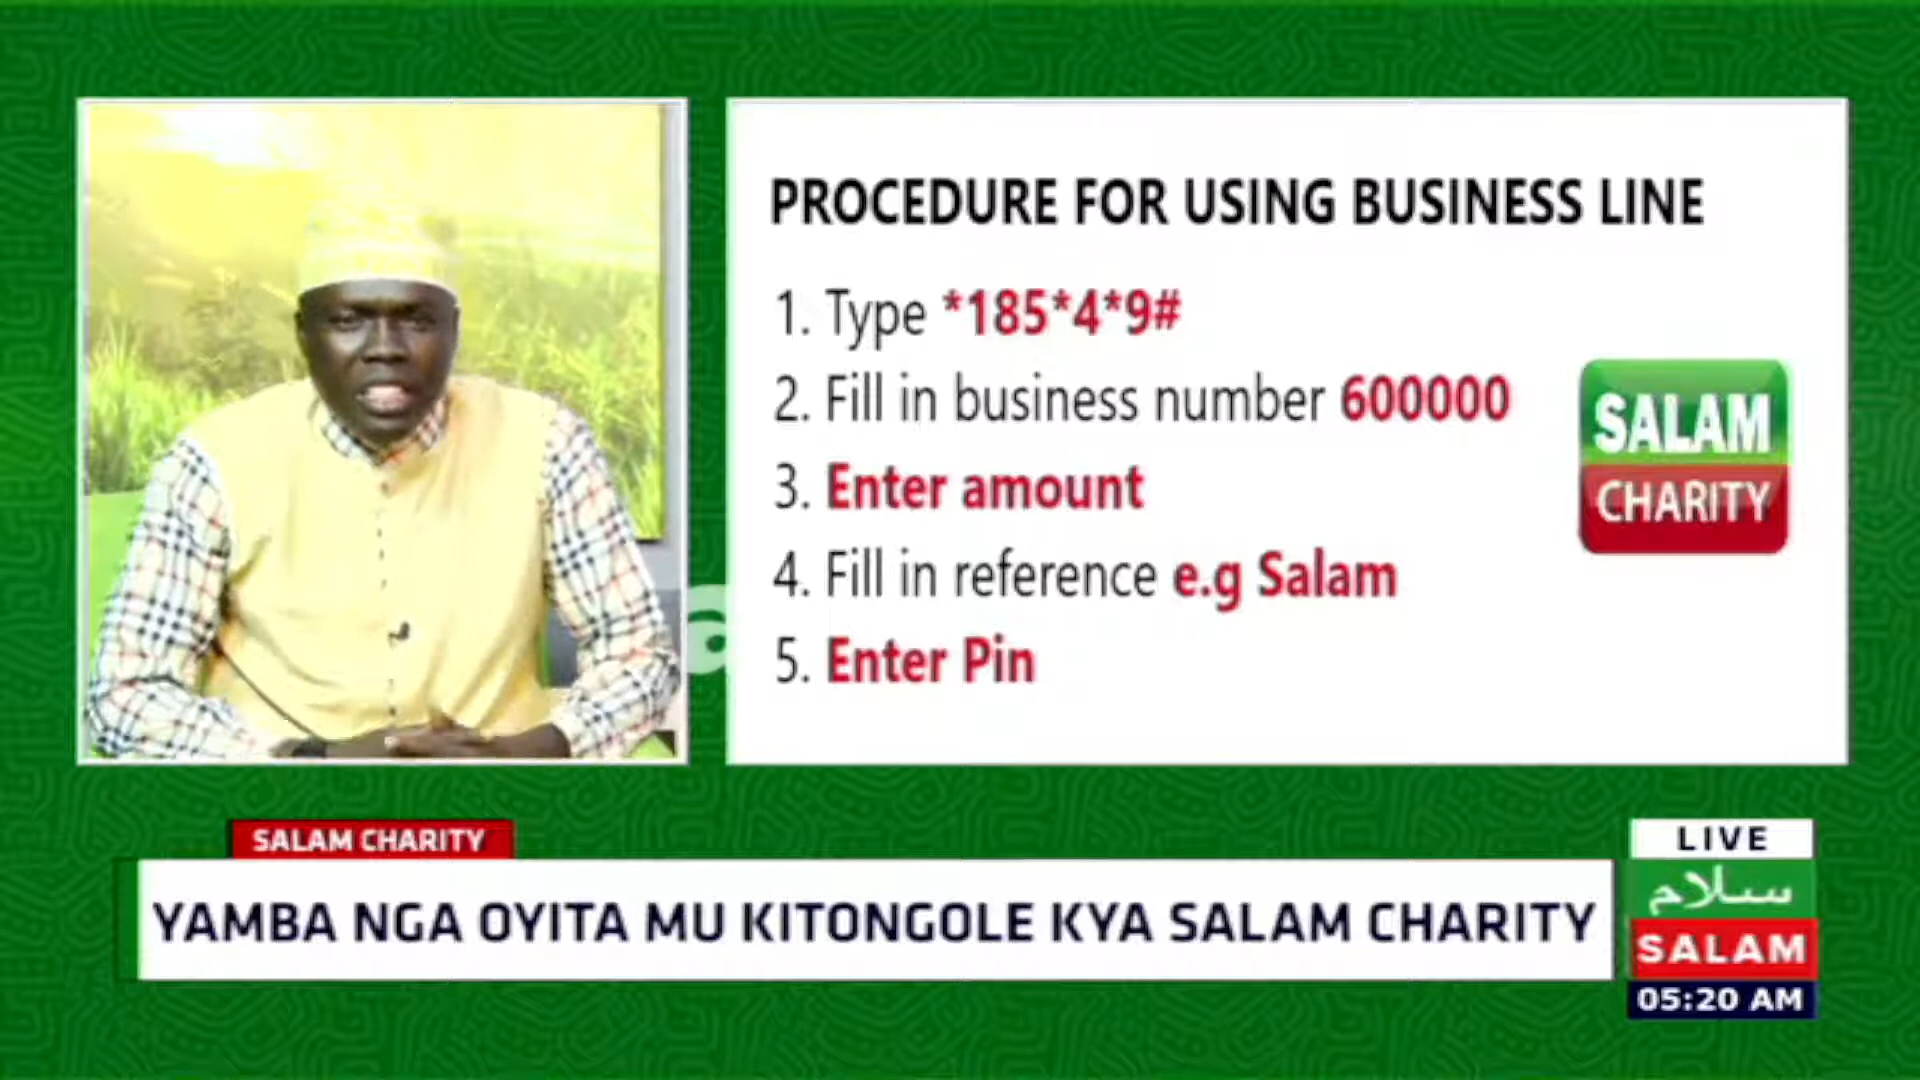 PROCEDURE FOR USING BUSINESS LINE
1. Type *185*4*9#
2. Fill in business number 600000
3. Enter amount
4. Fill in reference e.g Salam
5. Enter Pin
SALAM
CHARITY
SALAM CHARITY
YAMBA NGA OYITA MU KITONGOLE KYA SALAM CHARITY
LIVE
سلام
SALAM
05:20 AM